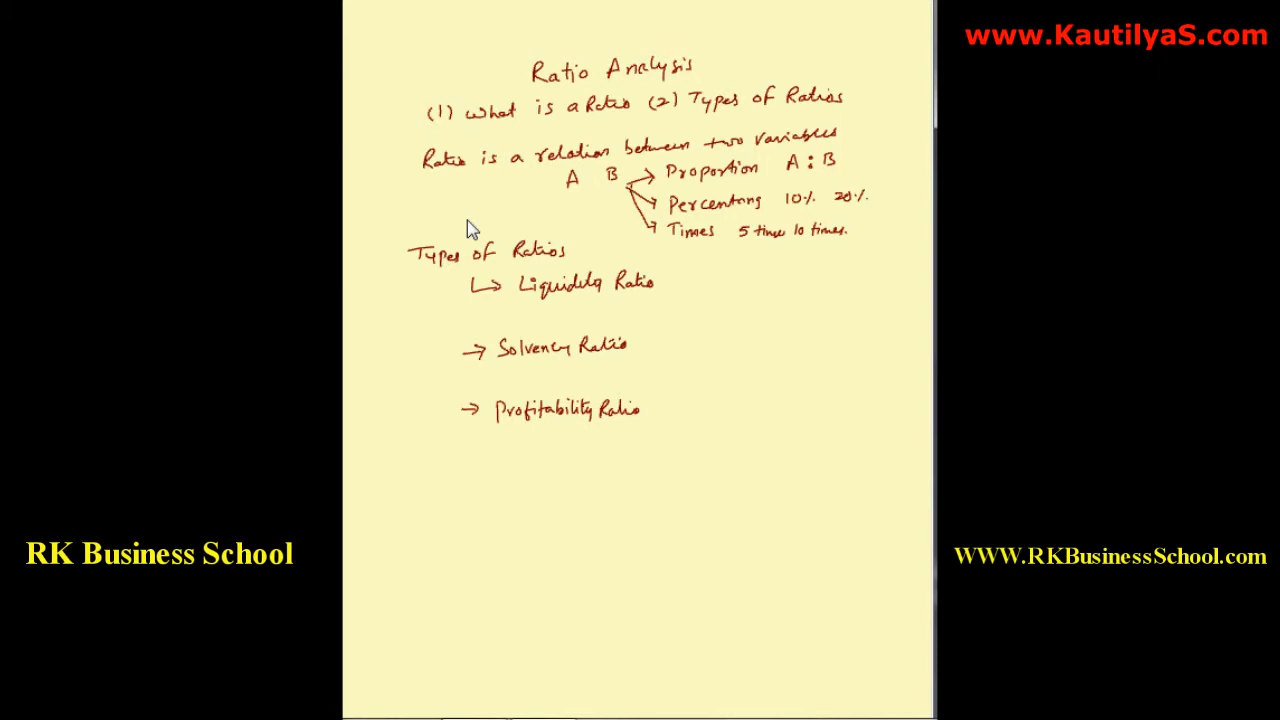 www.KautilyaS.com
Ratio Analysis
(1) What is a Ratio (2) Types of Ratios
Ratio is a relation between two variables
A B → Proportion A : B
→ Percentang 10% 20%
→ Times 5 times 10 times.
Types of Ratios
↳ Liquidity Ratio
→ Solvency Ratio
→ Profitability Ratio
RK Business School
WWW.RKBusinessSchool.com